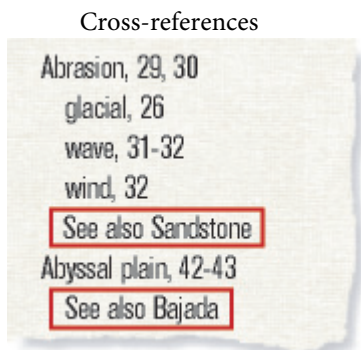 Cross-references
Abrasion, 29, 30
glacial, 26
wave, 31-32
wind, 32
See also Sandstone
Abyssal plain, 42-43
See also Bajada